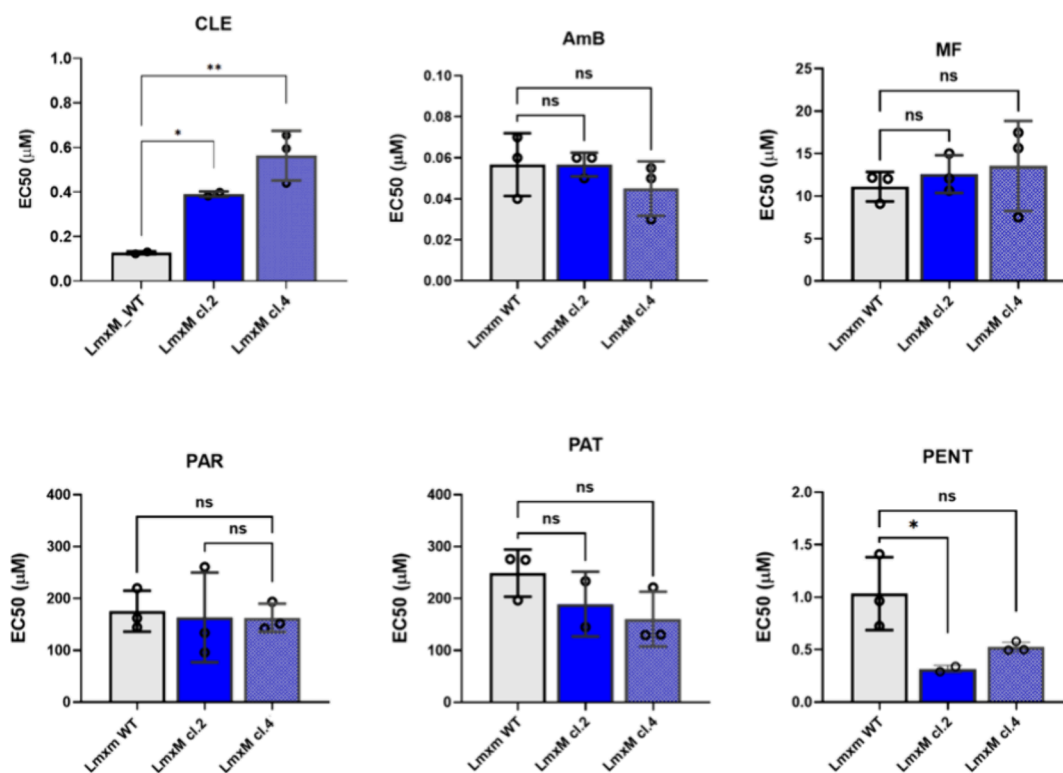 CLE
**
*
EC50 (µM)
1.0
0.8
0.6
0.4
0.2
0.0
LmxM_WT
LmxM cl.2
LmxM cl.4
AmB
ns
ns
EC50 (µM)
0.10
0.08
0.06
0.04
0.02
0.00
Lmxm WT
LmxM cl.2
LmxM cl.4
MF
ns
ns
EC50 (µM)
25
20
15
10
5
0
Lmxm WT
LmxM cl.2
LmxM cl.4
PAR
ns
ns
EC50 (µM)
400
300
200
100
0
Lmxm WT
LmxM cl.2
LmxM cl.4
PAT
ns
ns
EC50 (µM)
400
300
200
100
0
Lmxm WT
LmxM cl.2
LmxM cl.4
PENT
ns
*
EC50 (µM)
2.0
1.5
1.0
0.5
0.0
Lmxm WT
LmxM cl.2
LmxM cl.4